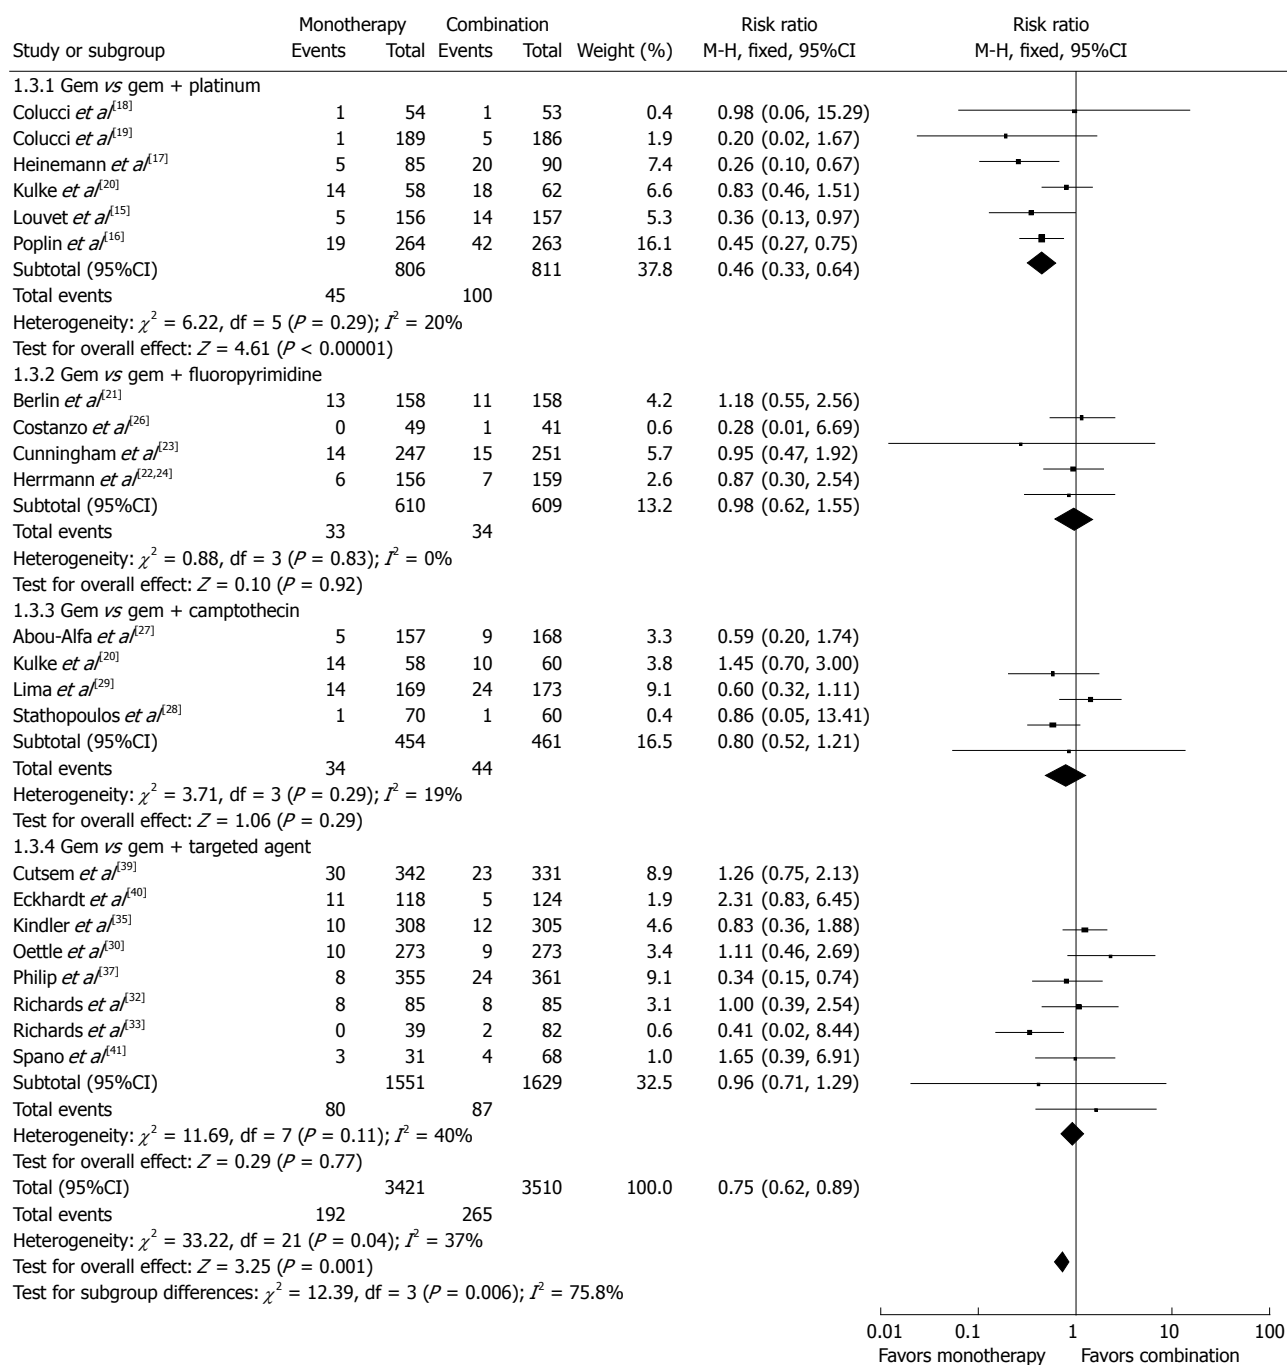 Monotherapy Combination Risk ratio Risk ratio
Study or subgroup Events Total Events Total Weight (%) M-H, fixed, 95%CI M-H, fixed, 95%CI
1.3.1 Gem vs gem + platinum
Colucci et al[18] 1 54 1 53 0.4 0.98 (0.06, 15.29)
Colucci et al[19] 1 189 5 186 1.9 0.20 (0.02, 1.67)
Heinemann et al[17] 5 85 20 90 7.4 0.26 (0.10, 0.67)
Kulke et al[20] 14 58 18 62 6.6 0.83 (0.46, 1.51)
Louvet et al[15] 5 156 14 157 5.3 0.36 (0.13, 0.97)
Poplin et al[16] 19 264 42 263 16.1 0.45 (0.27, 0.75)
Subtotal (95%CI) 806 811 37.8 0.46 (0.33, 0.64)
Total events 45 100
Heterogeneity: χ² = 6.22, df = 5 (P = 0.29); I² = 20%
Test for overall effect: Z = 4.61 (P < 0.00001)
1.3.2 Gem vs gem + fluoropyrimidine
Berlin et al[21] 13 158 11 158 4.2 1.18 (0.55, 2.56)
Costanzo et al[26] 0 49 1 41 0.6 0.28 (0.01, 6.69)
Cunningham et al[23] 14 247 15 251 5.7 0.95 (0.47, 1.92)
Herrmann et al[22,24] 6 156 7 159 2.6 0.87 (0.30, 2.54)
Subtotal (95%CI) 610 609 13.2 0.98 (0.62, 1.55)
Total events 33 34
Heterogeneity: χ² = 0.88, df = 3 (P = 0.83); I² = 0%
Test for overall effect: Z = 0.10 (P = 0.92)
1.3.3 Gem vs gem + camptothecin
Abou-Alfa et al[27] 5 157 9 168 3.3 0.59 (0.20, 1.74)
Kulke et al[20] 14 58 10 60 3.8 1.45 (0.70, 3.00)
Lima et al[29] 14 169 24 173 9.1 0.60 (0.32, 1.11)
Stathopoulos et al[28] 1 70 1 60 0.4 0.86 (0.05, 13.41)
Subtotal (95%CI) 454 461 16.5 0.80 (0.52, 1.21)
Total events 34 44
Heterogeneity: χ² = 3.71, df = 3 (P = 0.29); I² = 19%
Test for overall effect: Z = 1.06 (P = 0.29)
1.3.4 Gem vs gem + targeted agent
Cutsem et al[39] 30 342 23 331 8.9 1.26 (0.75, 2.13)
Eckhardt et al[40] 11 118 5 124 1.9 2.31 (0.83, 6.45)
Kindler et al[35] 10 308 12 305 4.6 0.83 (0.36, 1.88)
Oettle et al[30] 10 273 9 273 3.4 1.11 (0.46, 2.69)
Philip et al[37] 8 355 24 361 9.1 0.34 (0.15, 0.74)
Richards et al[32] 8 85 8 85 3.1 1.00 (0.39, 2.54)
Richards et al[33] 0 39 2 82 0.6 0.41 (0.02, 8.44)
Spano et al[41] 3 31 4 68 1.0 1.65 (0.39, 6.91)
Subtotal (95%CI) 1551 1629 32.5 0.96 (0.71, 1.29)
Total events 80 87
Heterogeneity: χ² = 11.69, df = 7 (P = 0.11); I² = 40%
Test for overall effect: Z = 0.29 (P = 0.77)
Total (95%CI) 3421 3510 100.0 0.75 (0.62, 0.89)
Total events 192 265
Heterogeneity: χ² = 33.22, df = 21 (P = 0.04); I² = 37%
Test for overall effect: Z = 3.25 (P = 0.001)
Test for subgroup differences: χ² = 12.39, df = 3 (P = 0.006); I² = 75.8%
0.01 0.1 1 10 100
Favors monotherapy Favors combination